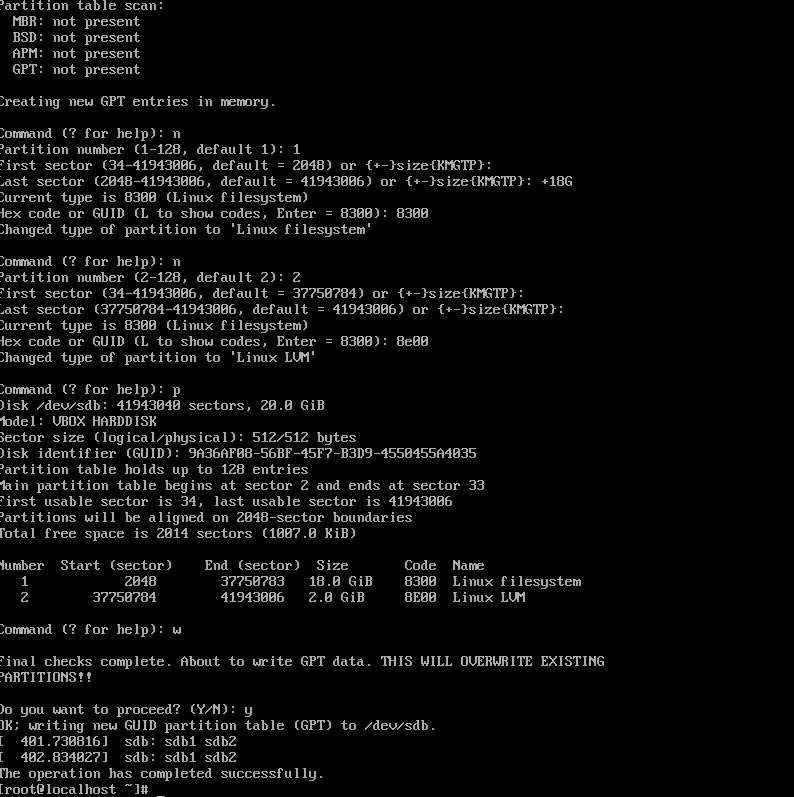 Partition table scan:
  MBR: not present
  BSD: not present
  APM: not present
  GPT: not present

Creating new GPT entries in memory.

Command (? for help): n
Partition number (1-128, default 1): 1
First sector (34-41943006, default = 2048) or {+-}size{KMGTP}:
Last sector (2048-41943006, default = 41943006) or {+-}size{KMGTP}: +18G
Current type is 8300 (Linux filesystem)
Hex code or GUID (L to show codes, Enter = 8300): 8300
Changed type of partition to 'Linux filesystem'

Command (? for help): n
Partition number (2-128, default 2): 2
First sector (34-41943006, default = 37750784) or {+-}size{KMGTP}:
Last sector (37750784-41943006, default = 41943006) or {+-}size{KMGTP}:
Current type is 8300 (Linux filesystem)
Hex code or GUID (L to show codes, Enter = 8300): 8e00
Changed type of partition to 'Linux LVM'

Command (? for help): p
Disk /dev/sdb: 41943040 sectors, 20.0 GiB
Model: VBOX HARDDISK
Sector size (logical/physical): 512/512 bytes
Disk identifier (GUID): 9A36AF08-56BF-45F7-B3D9-4550455A4035
Partition table holds up to 128 entries
Main partition table begins at sector 2 and ends at sector 33
First usable sector is 34, last usable sector is 41943006
Partitions will be aligned on 2048-sector boundaries
Total free space is 2014 sectors (1007.0 KiB)

Number  Start (sector)    End (sector)  Size       Code  Name
   1            2048        37750783   18.0 GiB    8300  Linux filesystem
   2        37750784        41943006   2.0 GiB     8E00  Linux LVM

Command (? for help): w

Final checks complete. About to write GPT data. THIS WILL OVERWRITE EXISTING
PARTITIONS!!

Do you want to proceed? (Y/N): y
OK; writing new GUID partition table (GPT) to /dev/sdb.
[  401.730816]  sdb: sdb1 sdb2
[  402.834027]  sdb: sdb1 sdb2
The operation has completed successfully.
[root@localhost ~]# _